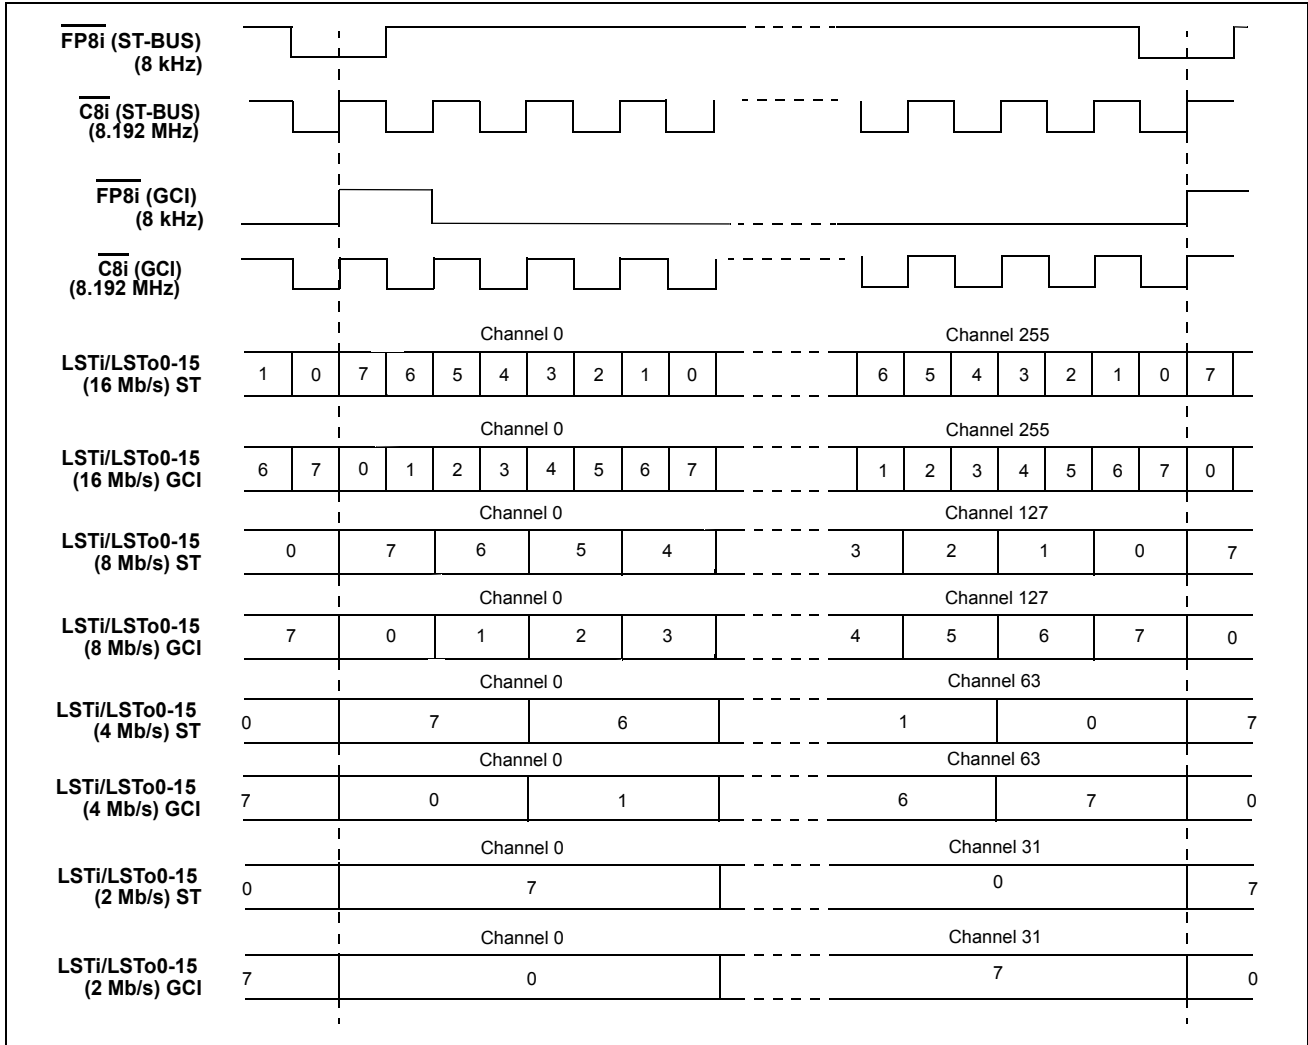 FP8i (ST-BUS)
(8 kHz)
C8i (ST-BUS)
(8.192 MHz)
FP8i (GCI)
(8 kHz)
C8i (GCI)
(8.192 MHz)
Channel 0 Channel 255
LSTi/LSTo0-15
(16 Mb/s) ST
1 0 7 6 5 4 3 2 1 0 6 5 4 3 2 1 0 7
Channel 0 Channel 255
LSTi/LSTo0-15
(16 Mb/s) GCI
6 7 0 1 2 3 4 5 6 7 1 2 3 4 5 6 7 0
Channel 0 Channel 127
LSTi/LSTo0-15
(8 Mb/s) ST
0 7 6 5 4 3 2 1 0 7
Channel 0 Channel 127
LSTi/LSTo0-15
(8 Mb/s) GCI
7 0 1 2 3 4 5 6 7 0
Channel 0 Channel 63
LSTi/LSTo0-15
(4 Mb/s) ST
0 7 6 1 0 7
Channel 0 Channel 63
LSTi/LSTo0-15
(4 Mb/s) GCI
7 0 1 6 7 0
Channel 0 Channel 31
LSTi/LSTo0-15
(2 Mb/s) ST
0 7 0 7
Channel 0 Channel 31
LSTi/LSTo0-15
(2 Mb/s) GCI
7 0 7 0